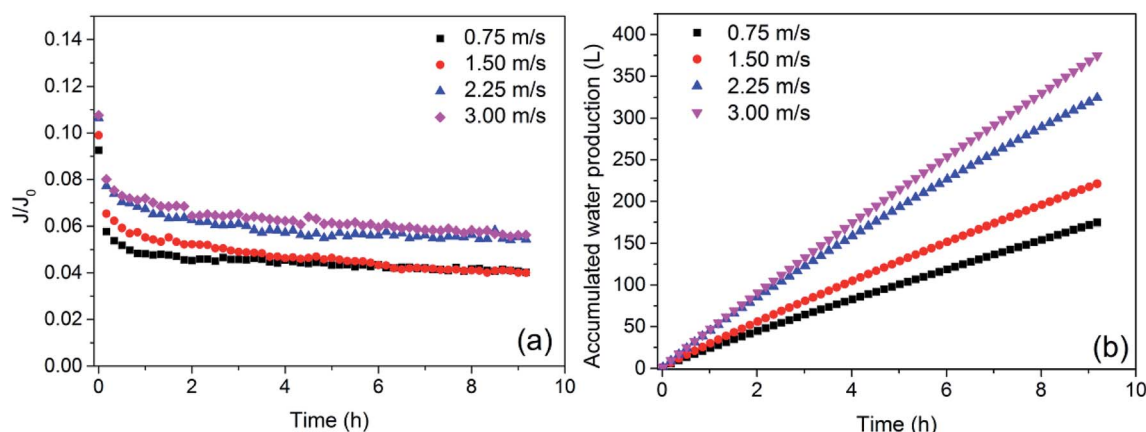 0.14
0.12
0.10
0.08
0.06
0.04
0.02
0.00
J/J₀
0.75 m/s
1.50 m/s
2.25 m/s
3.00 m/s
(a)
0 2 4 6 8 10
Time (h)
400
350
300
250
200
150
100
50
0
Accumulated water production (L)
0.75 m/s
1.50 m/s
2.25 m/s
3.00 m/s
(b)
0 2 4 6 8 10
Time (h)